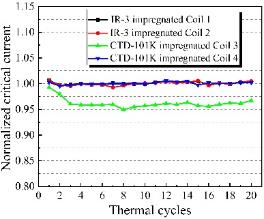 1.15
1.10
1.05
1.00
0.95
0.90
0.85
0.80
Normalized critical current
IR-3 impregnated Coil 1
IR-3 impregnated Coil 2
CTD-101K impregnated Coil 3
CTD-101K impregnated Coil 4
0 2 4 6 8 10 12 14 16 18 20
Thermal cycles